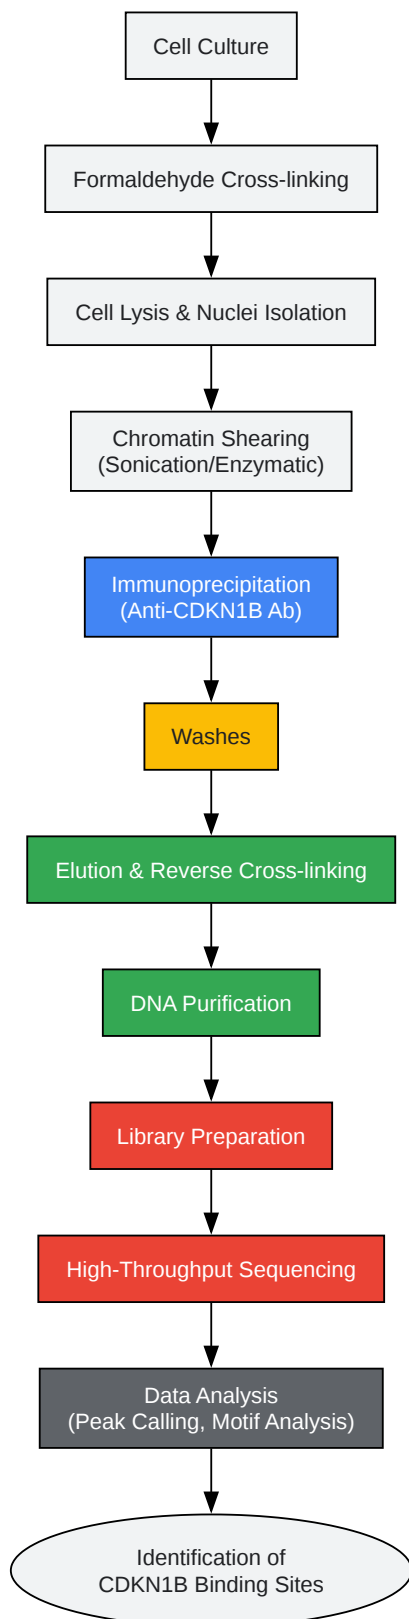 Cell Culture
Formaldehyde Cross-linking
Cell Lysis & Nuclei Isolation
Chromatin Shearing
(Sonication/Enzymatic)
Immunoprecipitation
(Anti-CDKN1B Ab)
Washes
Elution & Reverse Cross-linking
DNA Purification
Library Preparation
High-Throughput Sequencing
Data Analysis
(Peak Calling, Motif Analysis)
Identification of
CDKN1B Binding Sites